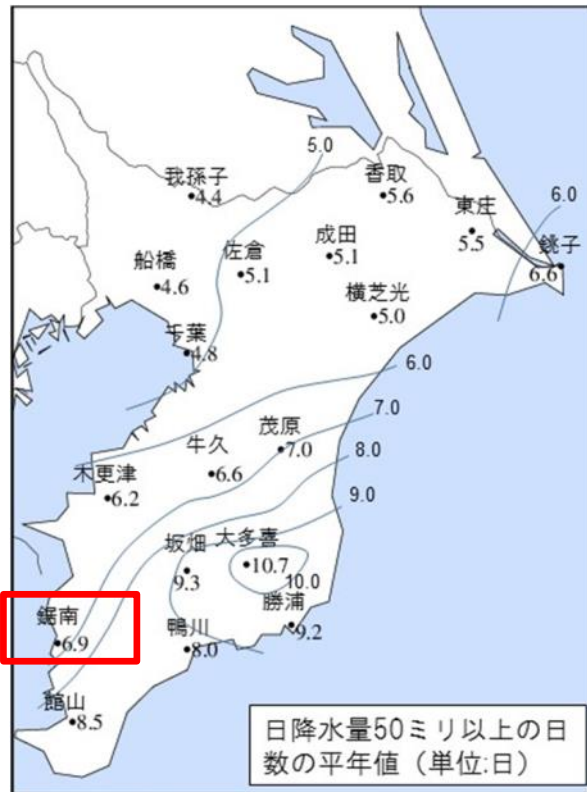 5.0
我孫子
4.4
香取
5.6
東庄
5.5
6.0
銚子
6.6
成田
5.1
佐倉
5.1
船橋
4.6
横芝光
5.0
千葉
4.8
6.0
7.0
茂原
7.0
牛久
6.6
8.0
木更津
6.2
9.0
坂畑
9.3
大多喜
10.7
10.0
勝浦
9.2
鋸南
6.9
鴨川
8.0
館山
8.5
日降水量50ミリ以上の日
数の平年値（単位:日）